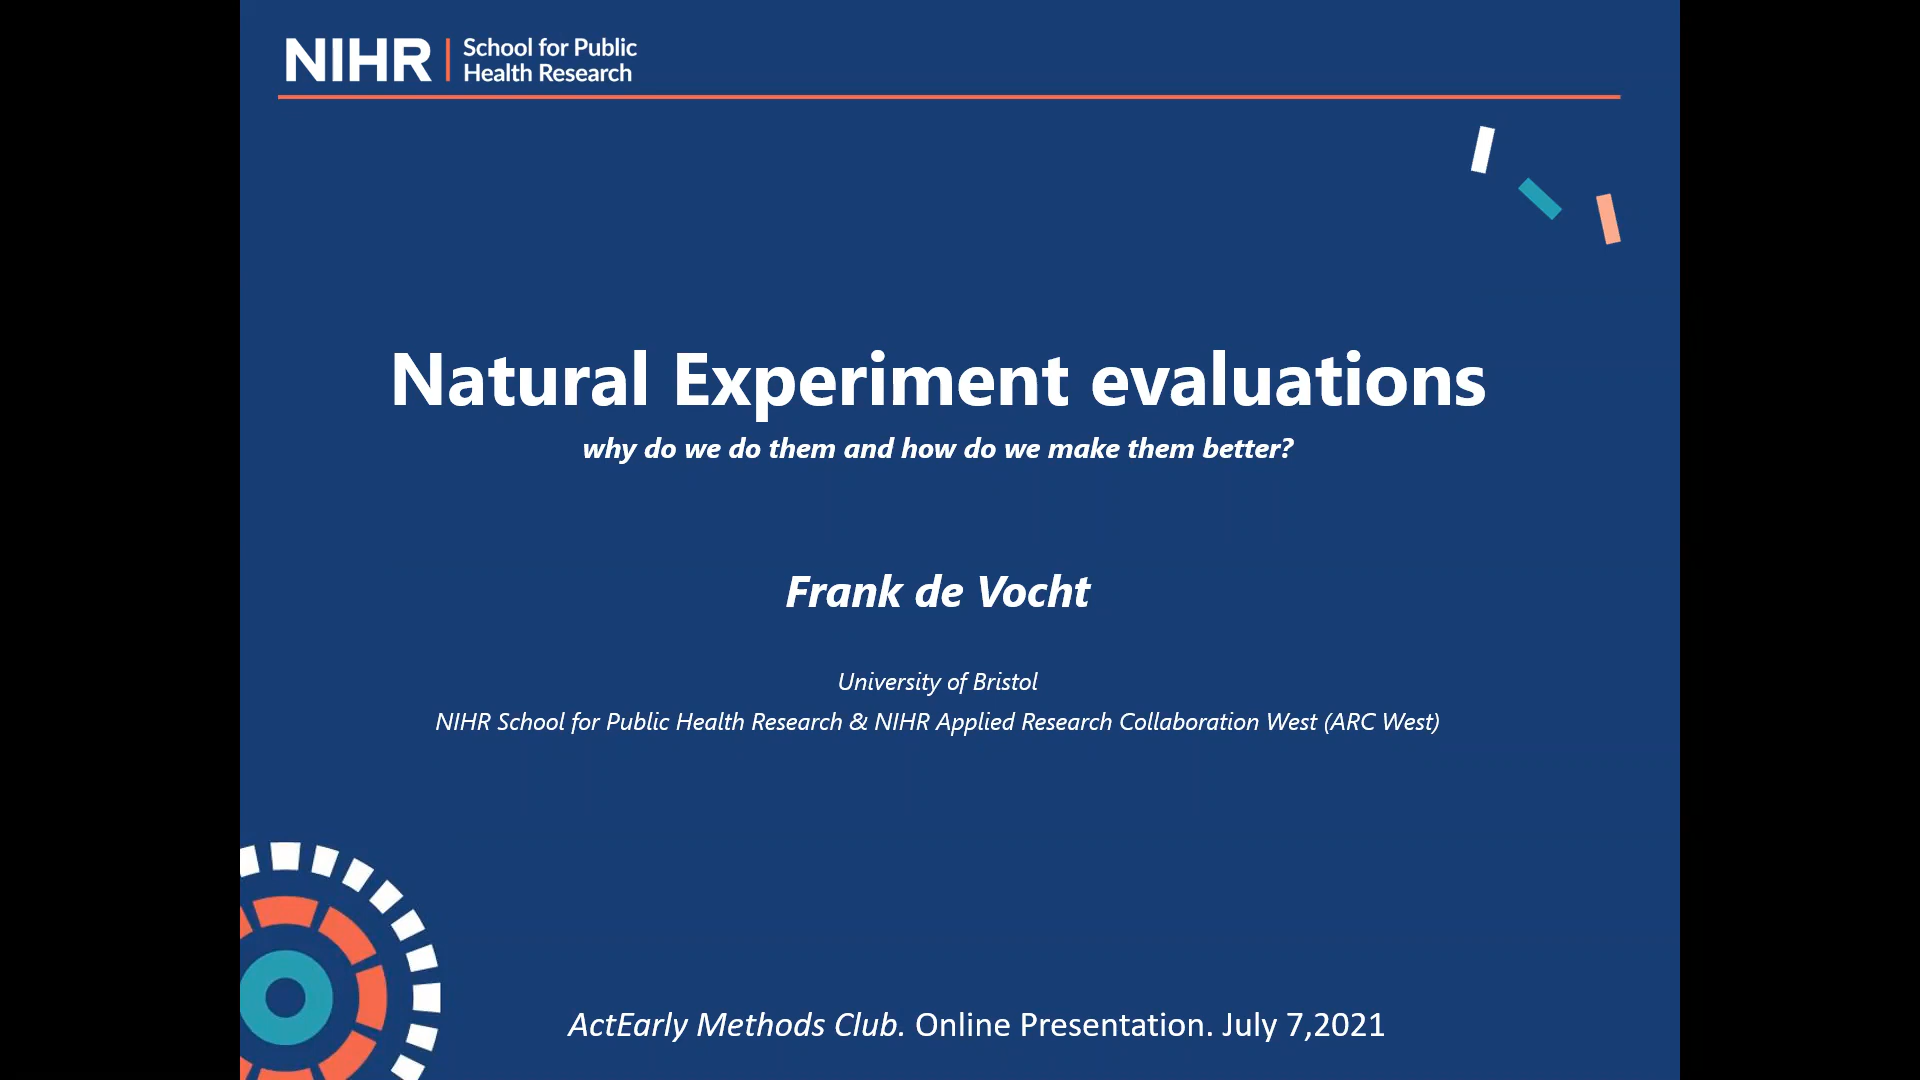 NIHR School for Public
Health Research
Natural Experiment evaluations
why do we do them and how do we make them better?
Frank de Vocht
University of Bristol
NIHR School for Public Health Research & NIHR Applied Research Collaboration West (ARC West)
ActEarly Methods Club. Online Presentation. July 7,2021